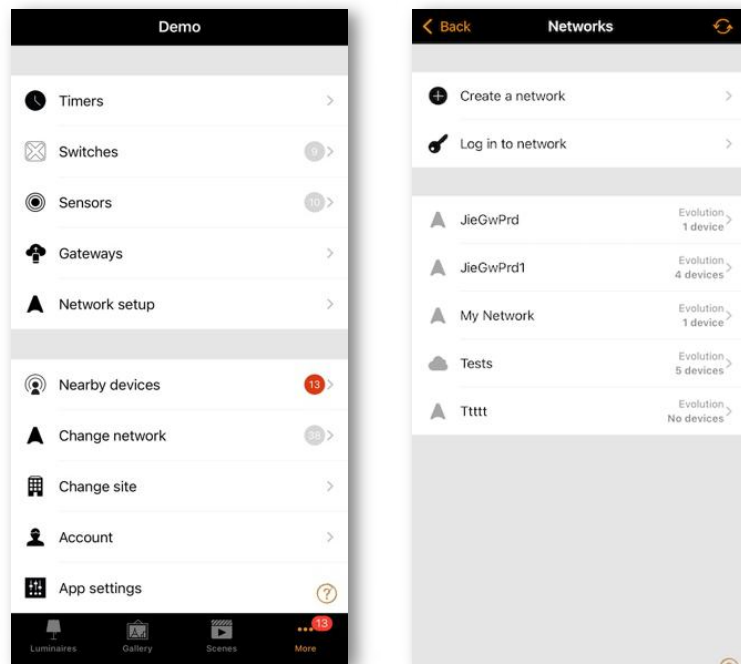 Demo
Timers
Switches 9
Sensors 10
Gateways
Network setup
Nearby devices 13
Change network 38
Change site
Account
App settings
?
Luminaires Gallery Scenes More 13
Back Networks
Create a network
Log in to network
JieGwPrd Evolution
1 device
JieGwPrd1 Evolution
4 devices
My Network Evolution
1 device
Tests Evolution
5 devices
Ttttt Evolution
No devices